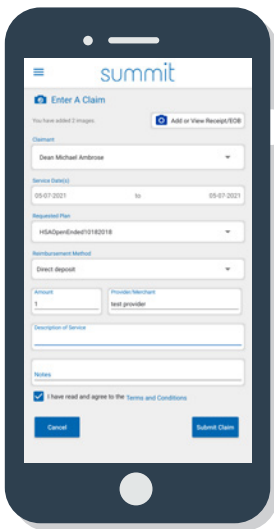 summit
Enter A Claim
You have added 2 images
Add or View Receipt/EOB
Claimant
Dean Michael Ambrose
Service Date(s)
05-07-2021 to 05-07-2021
Requested Plan
HSAOpenEnded10182018
Reimbursement Method
Direct deposit
Amount Provider/Merchant
1 test provider
Description of Service
Notes
I have read and agree to the Terms and Conditions
Cancel Submit Claim